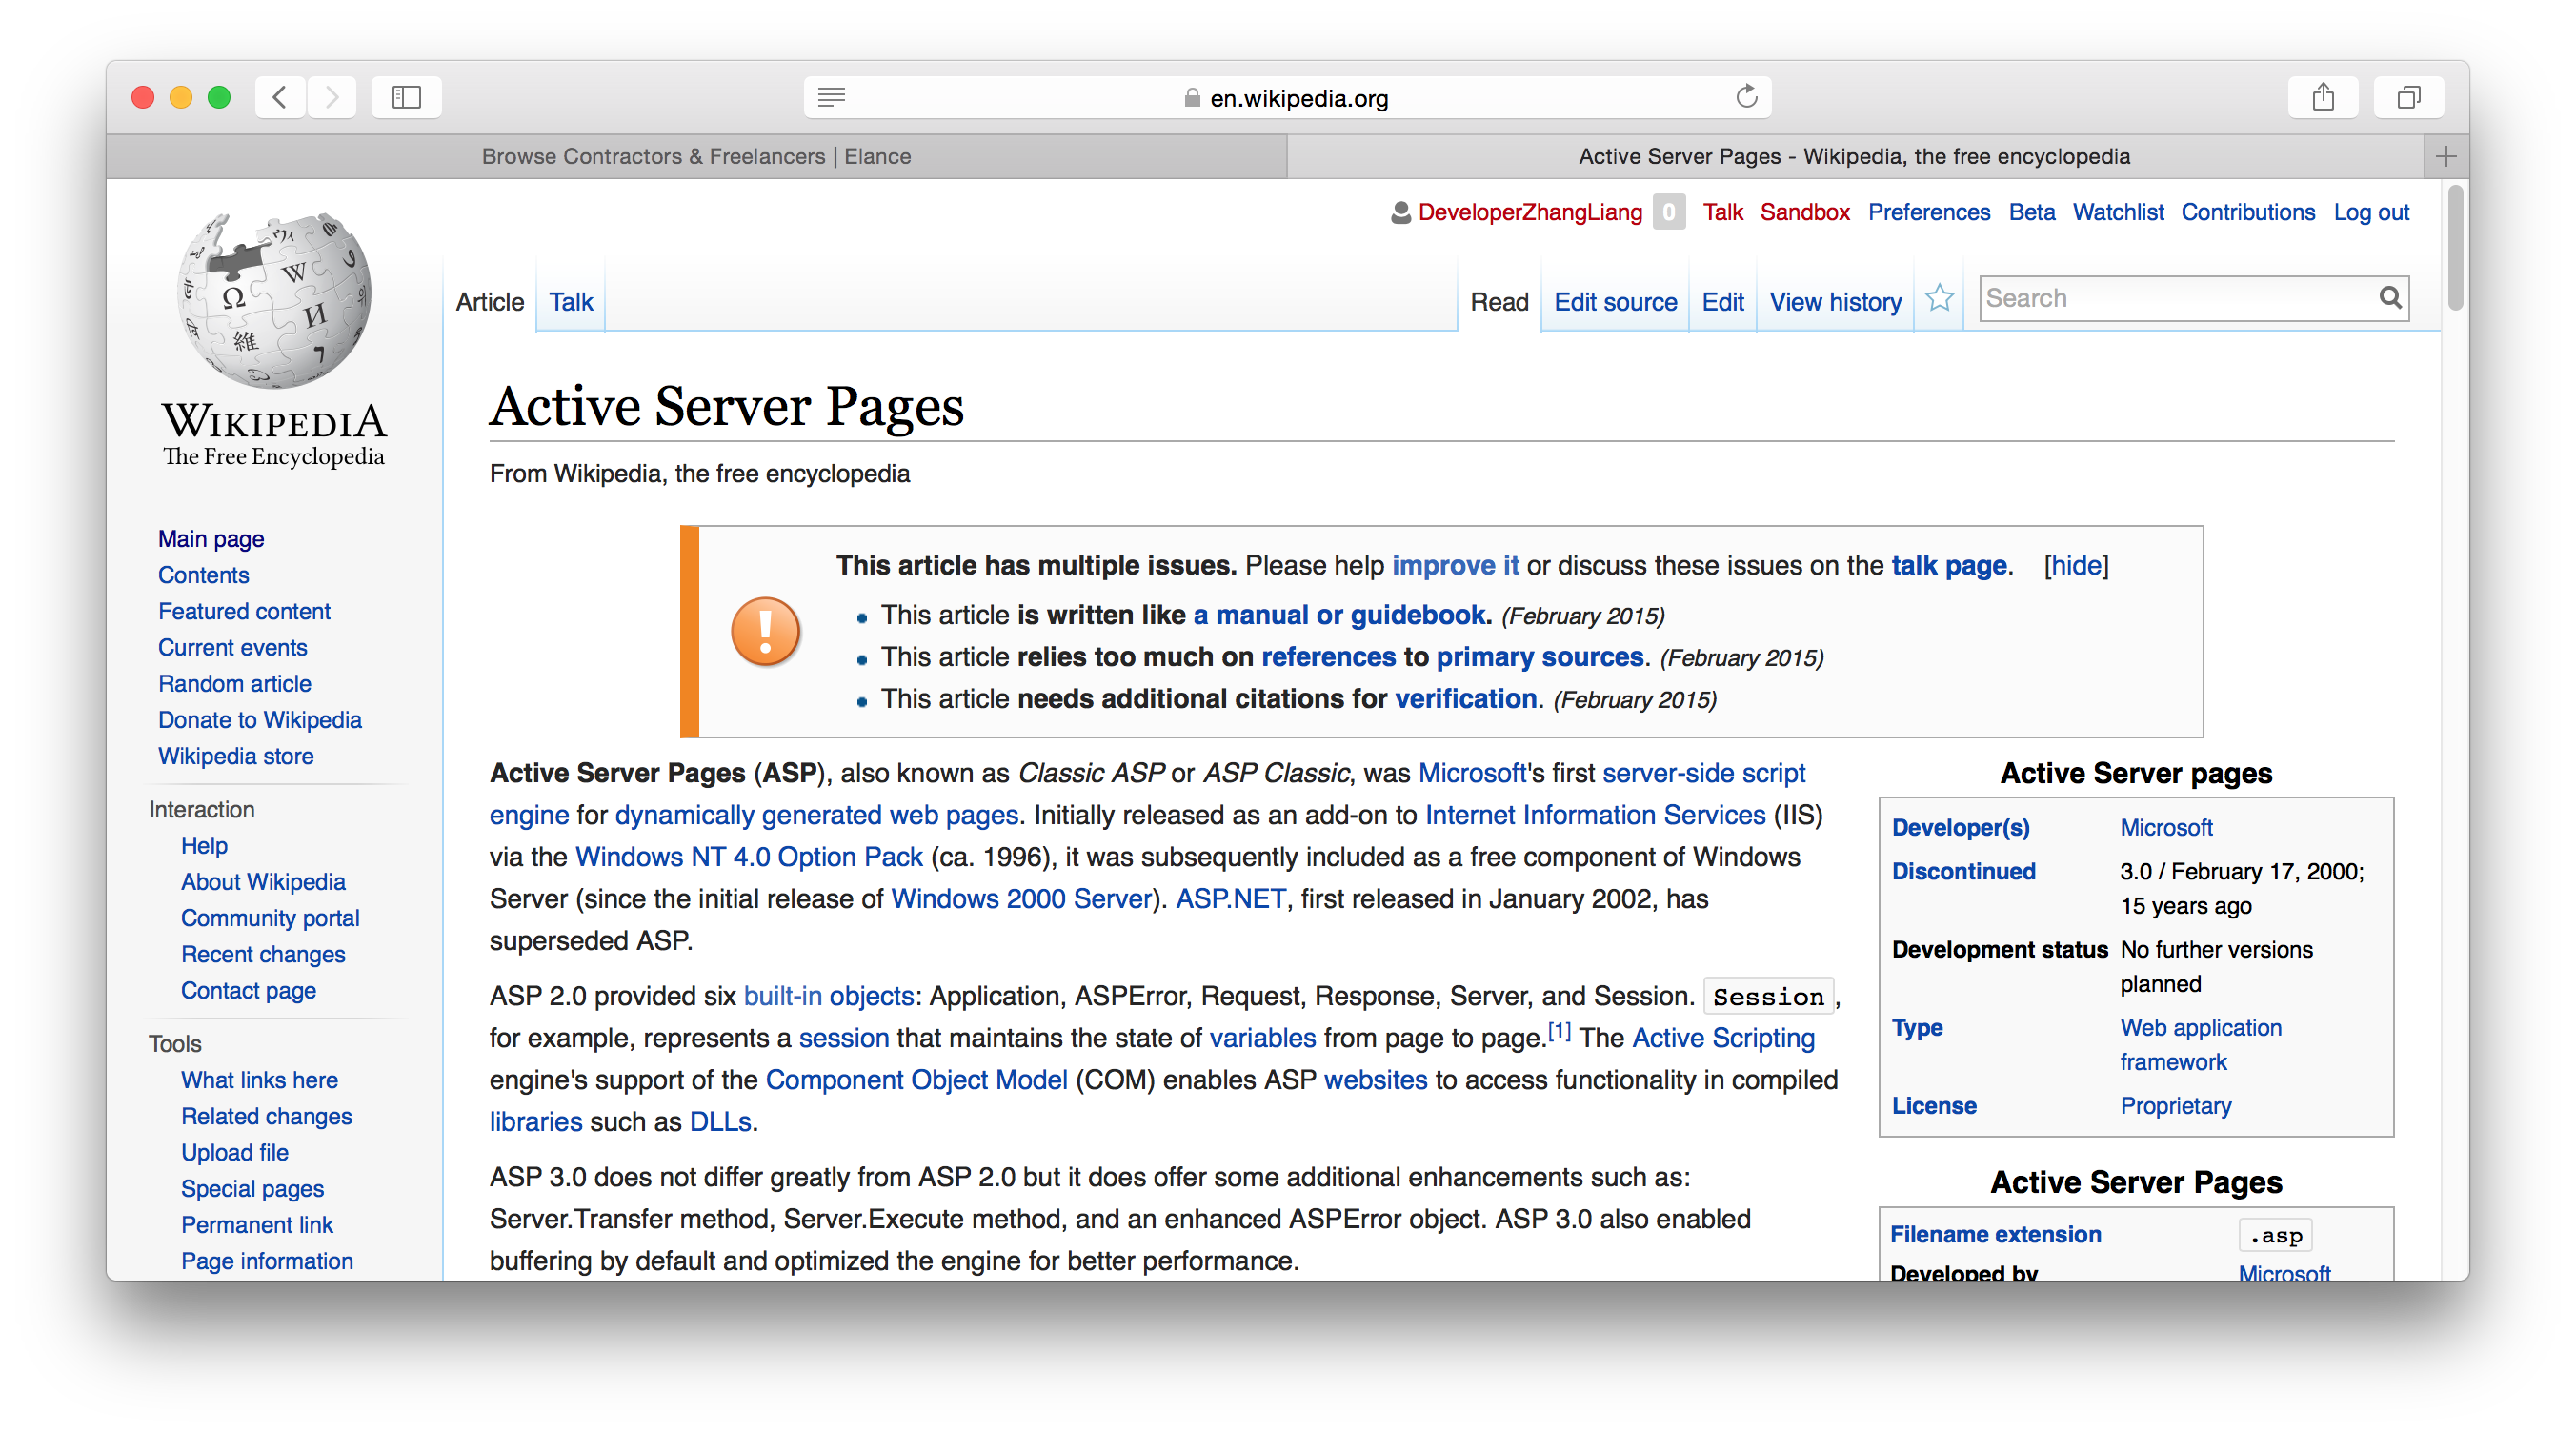 en.wikipedia.org
Browse Contractors & Freelancers | Elance
Active Server Pages - Wikipedia, the free encyclopedia
DeveloperZhangLiang 0 Talk Sandbox Preferences Beta Watchlist Contributions Log out
Article Talk
Read Edit source Edit View history Search
Ω W И 維
WIKIPEDIA
The Free Encyclopedia
Main page
Contents
Featured content
Current events
Random article
Donate to Wikipedia
Wikipedia store
Interaction
Help
About Wikipedia
Community portal
Recent changes
Contact page
Tools
What links here
Related changes
Upload file
Special pages
Permanent link
Page information
Active Server Pages
From Wikipedia, the free encyclopedia
This article has multiple issues. Please help improve it or discuss these issues on the talk page. [hide]
This article is written like a manual or guidebook. (February 2015)
This article relies too much on references to primary sources. (February 2015)
This article needs additional citations for verification. (February 2015)
Active Server Pages (ASP), also known as Classic ASP or ASP Classic, was Microsoft's first server-side script
engine for dynamically generated web pages. Initially released as an add-on to Internet Information Services (IIS)
via the Windows NT 4.0 Option Pack (ca. 1996), it was subsequently included as a free component of Windows
Server (since the initial release of Windows 2000 Server). ASP.NET, first released in January 2002, has
superseded ASP.
ASP 2.0 provided six built-in objects: Application, ASPError, Request, Response, Server, and Session. Session,
for example, represents a session that maintains the state of variables from page to page.[1] The Active Scripting
engine's support of the Component Object Model (COM) enables ASP websites to access functionality in compiled
libraries such as DLLs.
ASP 3.0 does not differ greatly from ASP 2.0 but it does offer some additional enhancements such as:
Server.Transfer method, Server.Execute method, and an enhanced ASPError object. ASP 3.0 also enabled
buffering by default and optimized the engine for better performance.
Active Server pages
Developer(s) Microsoft
Discontinued 3.0 / February 17, 2000;
15 years ago
Development status No further versions
planned
Type Web application
framework
License Proprietary
Active Server Pages
Filename extension .asp
Developed by Microsoft